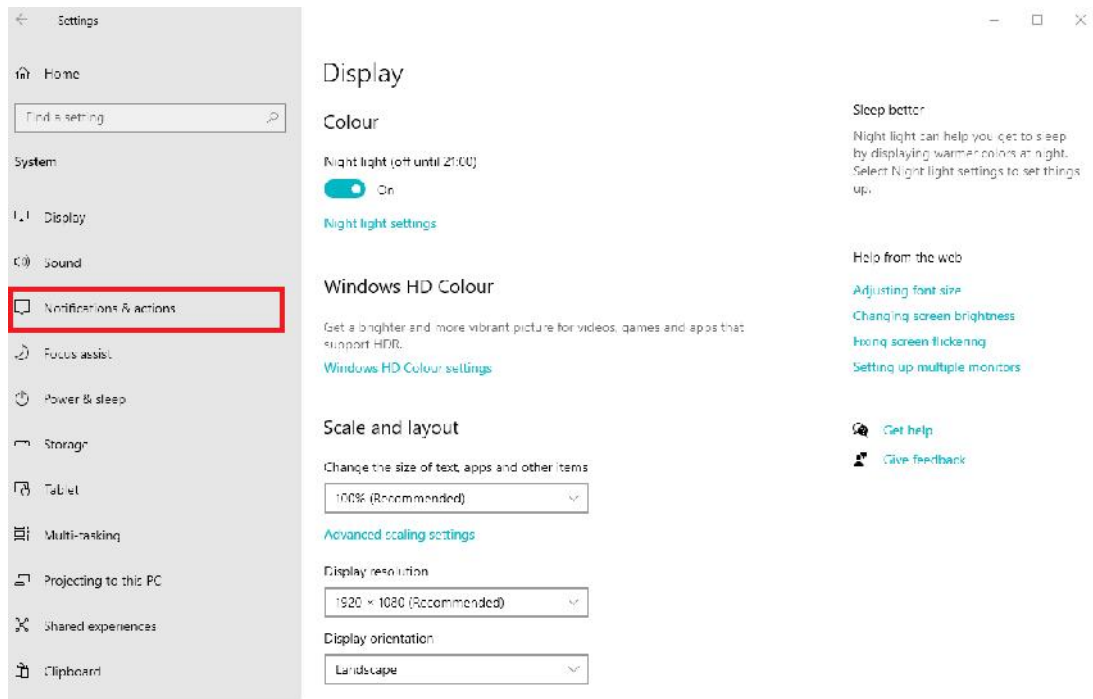 Settings
Home
Find a setting
System
Display
Sound
Notifications & actions
Focus assist
Power & sleep
Storage
Tablet
Multi-tasking
Projecting to this PC
Shared experiences
Clipboard
Display
Colour
Night light (off until 21:00)
On
Night light settings
Windows HD Colour
Get a brighter and more vibrant picture for videos, games and apps that
support HDR.
Windows HD Colour settings
Scale and layout
Change the size of text, apps and other items
100% (Recommended)
Advanced scaling settings
Display resolution
1920 × 1080 (Recommended)
Display orientation
Landscape
Sleep better
Night light can help you get to sleep
by displaying warmer colors at night.
Select Night light settings to set things
up.
Help from the web
Adjusting font size
Changing screen brightness
Fixing screen flickering
Setting up multiple monitors
Get help
Give feedback